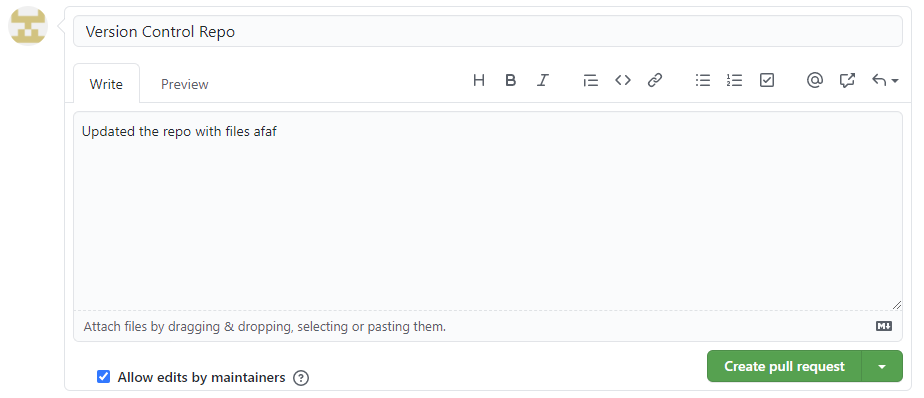 Version Control Repo
Write Preview
Updated the repo with files afaf
Attach files by dragging & dropping, selecting or pasting them.
Allow edits by maintainers
Create pull request